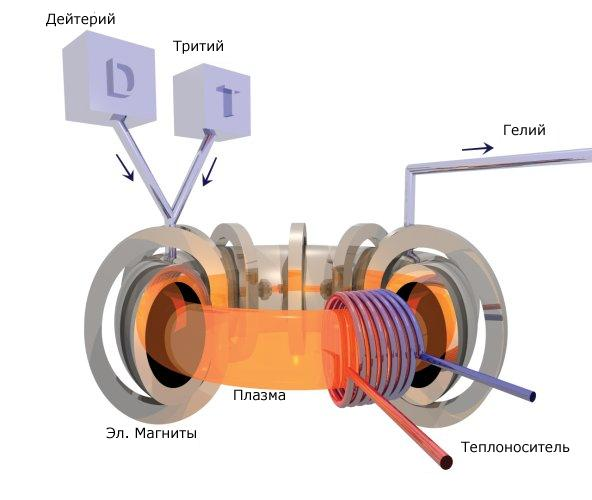 Дейтерий
Тритий
D
T
Гелий
Плазма
Эл. Магниты
Теплоноситель